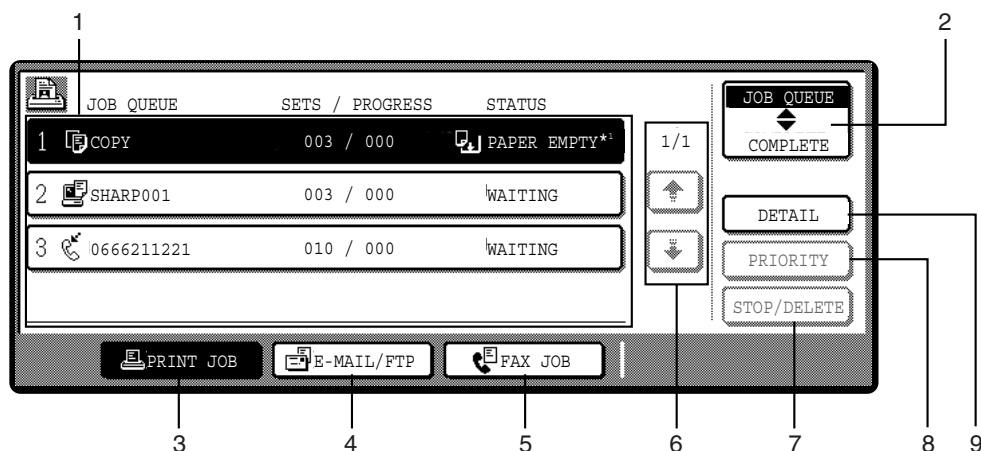 1 2
JOB QUEUE SETS / PROGRESS STATUS
1 COPY 003 / 000 PAPER EMPTY*1
2 SHARP001 003 / 000 WAITING
3 0666211221 010 / 000 WAITING
1/1
JOB QUEUE
COMPLETE
DETAIL
PRIORITY
STOP/DELETE
PRINT JOB E-MAIL/FTP FAX JOB
3 4 5 6 7 8 9